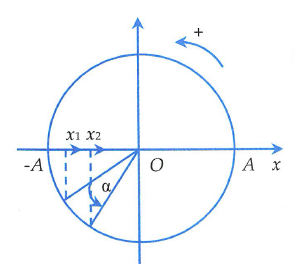 +
x₁ x₂
-A O A x
α